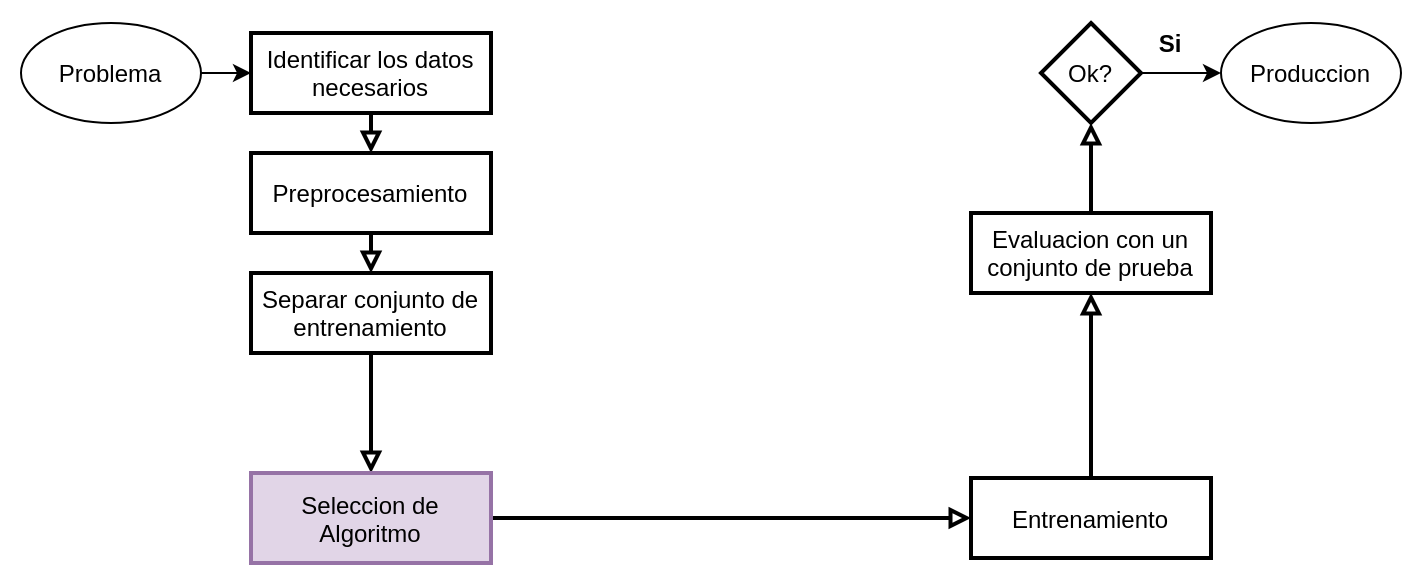 Problema
Identificar los datos
necesarios
Preprocesamiento
Separar conjunto de
entrenamiento
Seleccion de
Algoritmo
Entrenamiento
Evaluacion con un
conjunto de prueba
Ok?
Si
Produccion